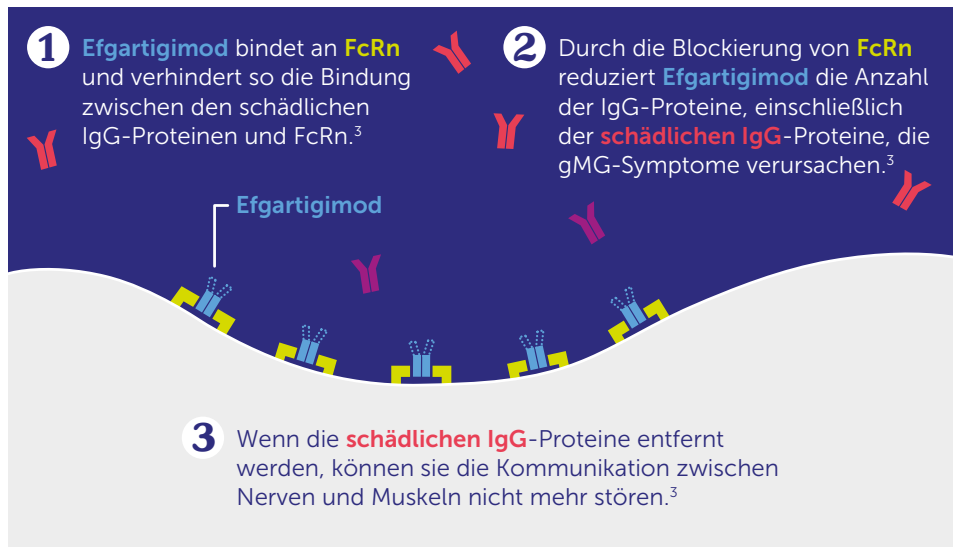 1 Efgartigimod bindet an FcRn
und verhindert so die Bindung
zwischen den schädlichen
IgG-Proteinen und FcRn.³
2 Durch die Blockierung von FcRn
reduziert Efgartigimod die Anzahl
der IgG-Proteine, einschließlich
der schädlichen IgG-Proteine, die
gMG-Symptome verursachen.³
Efgartigimod
3 Wenn die schädlichen IgG-Proteine entfernt
werden, können sie die Kommunikation zwischen
Nerven und Muskeln nicht mehr stören.³